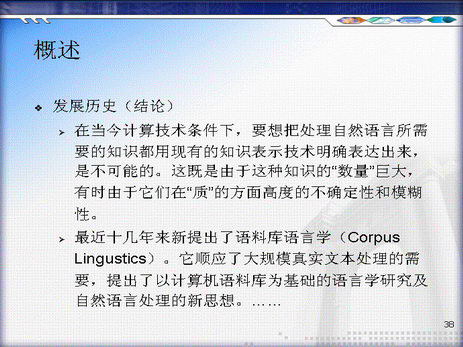 概述
❖ 发展历史（结论）
➢ 在当今计算技术条件下，要想把处理自然语言所需
要的知识都用现有的知识表示技术明确表达出来，
是不可能的。这既是由于这种知识的“数量”巨大，
有时由于它们在“质”的方面高度的不确定性和模糊
性。
➢ 最近十几年来新提出了语料库语言学（Corpus
Lingustics）。它顺应了大规模真实文本处理的需
要，提出了以计算机语料库为基础的语言学研究及
自然语言处理的新思想。……
38